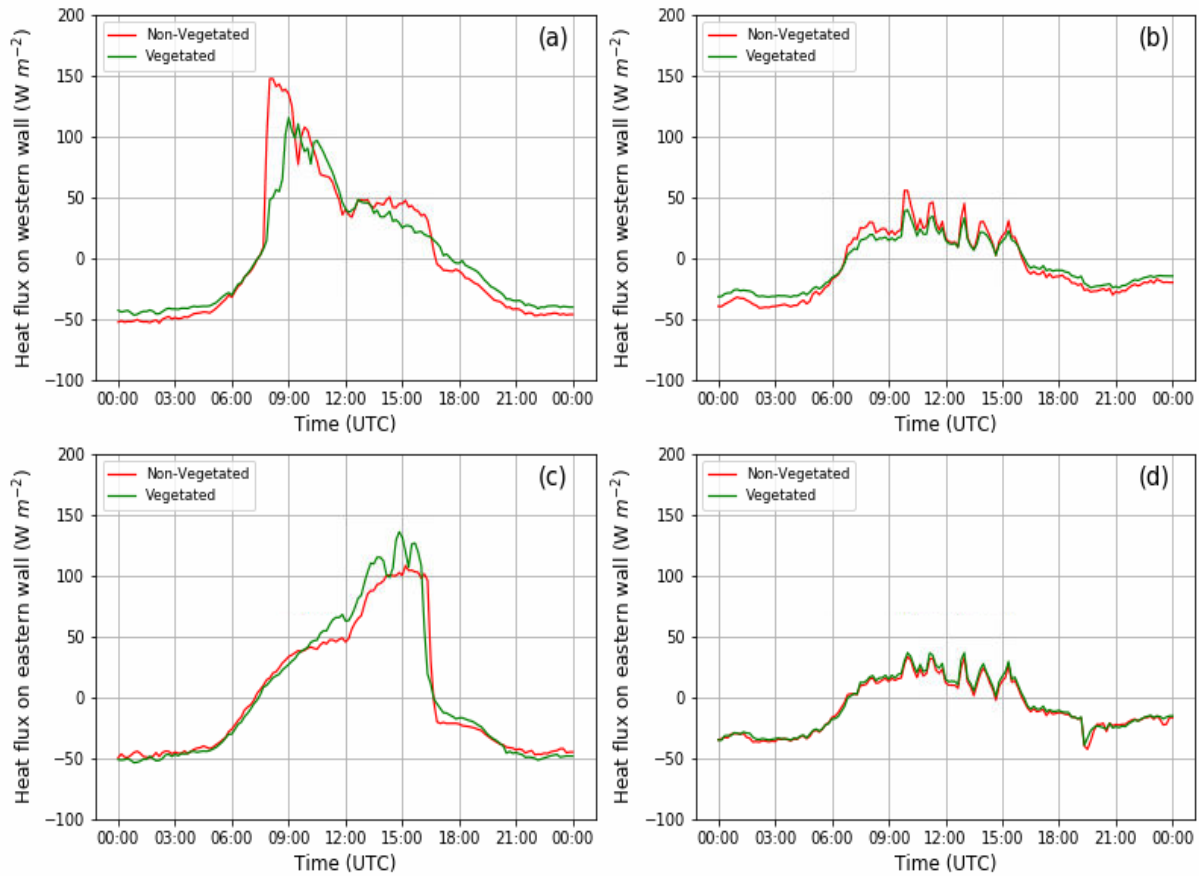 200
150
100
50
0
−50
−100
Heat flux on western wall (W m⁻²)
Non-Vegetated
Vegetated
(a)
00:00 03:00 06:00 09:00 12:00 15:00 18:00 21:00 00:00
Time (UTC)
200
150
100
50
0
−50
−100
Heat flux on western wall (W m⁻²)
Non-Vegetated
Vegetated
(b)
00:00 03:00 06:00 09:00 12:00 15:00 18:00 21:00 00:00
Time (UTC)
200
150
100
50
0
−50
−100
Heat flux on eastern wall (W m⁻²)
Non-Vegetated
Vegetated
(c)
00:00 03:00 06:00 09:00 12:00 15:00 18:00 21:00 00:00
Time (UTC)
200
150
100
50
0
−50
−100
Heat flux on eastern wall (W m⁻²)
Non-Vegetated
Vegetated
(d)
00:00 03:00 06:00 09:00 12:00 15:00 18:00 21:00 00:00
Time (UTC)